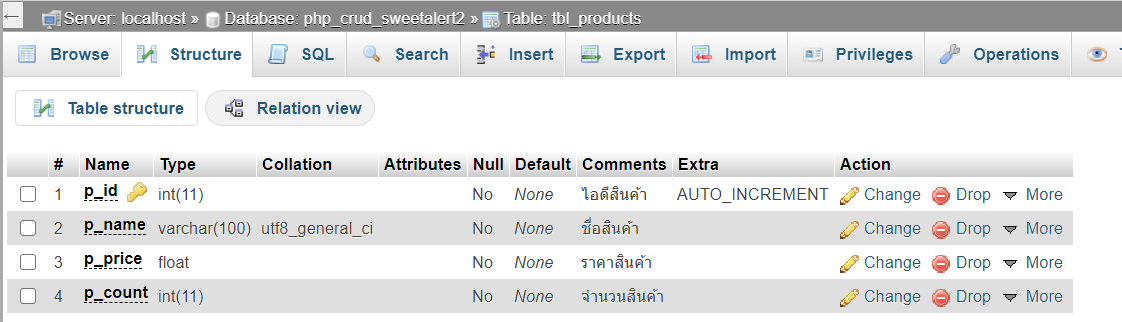 ← Server: localhost » Database: php_crud_sweetalert2 » Table: tbl_products
Browse Structure SQL Search Insert Export Import Privileges Operations
Table structure Relation view
# Name Type Collation Attributes Null Default Comments Extra Action
1 p_id int(11) No None ไอดีสินค้า AUTO_INCREMENT Change Drop More
2 p_name varchar(100) utf8_general_ci No None ชื่อสินค้า Change Drop More
3 p_price float No None ราคาสินค้า Change Drop More
4 p_count int(11) No None จำนวนสินค้า Change Drop More